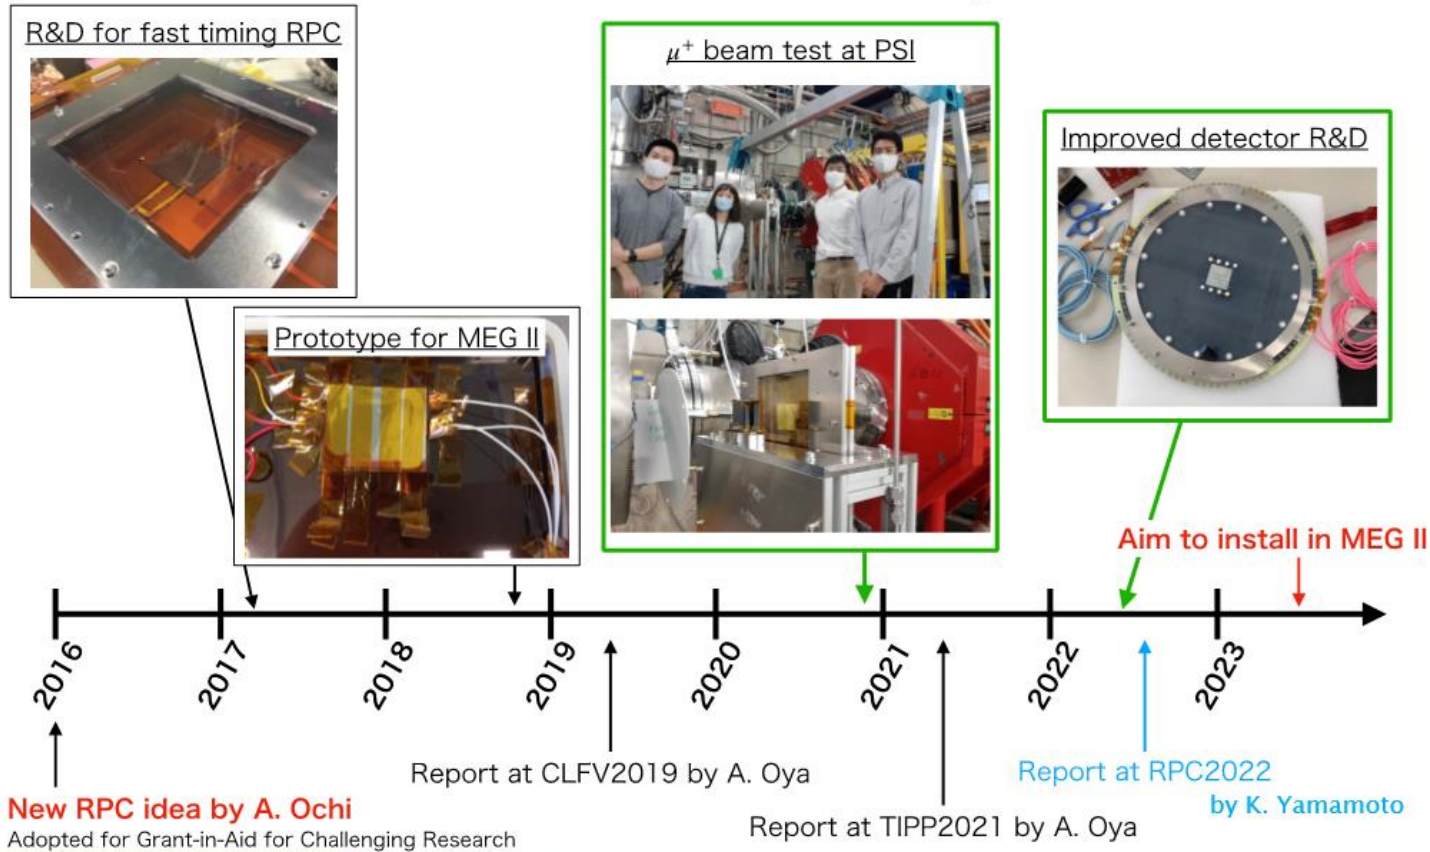 R&D for fast timing RPC
μ⁺ beam test at PSI
Improved detector R&D
Prototype for MEG II
Aim to install in MEG II
2016
2017
2018
2019
2020
2021
2022
2023
Report at CLFV2019 by A. Oya
Report at RPC2022
by K. Yamamoto
New RPC idea by A. Ochi
Adopted for Grant-in-Aid for Challenging Research
Report at TIPP2021 by A. Oya